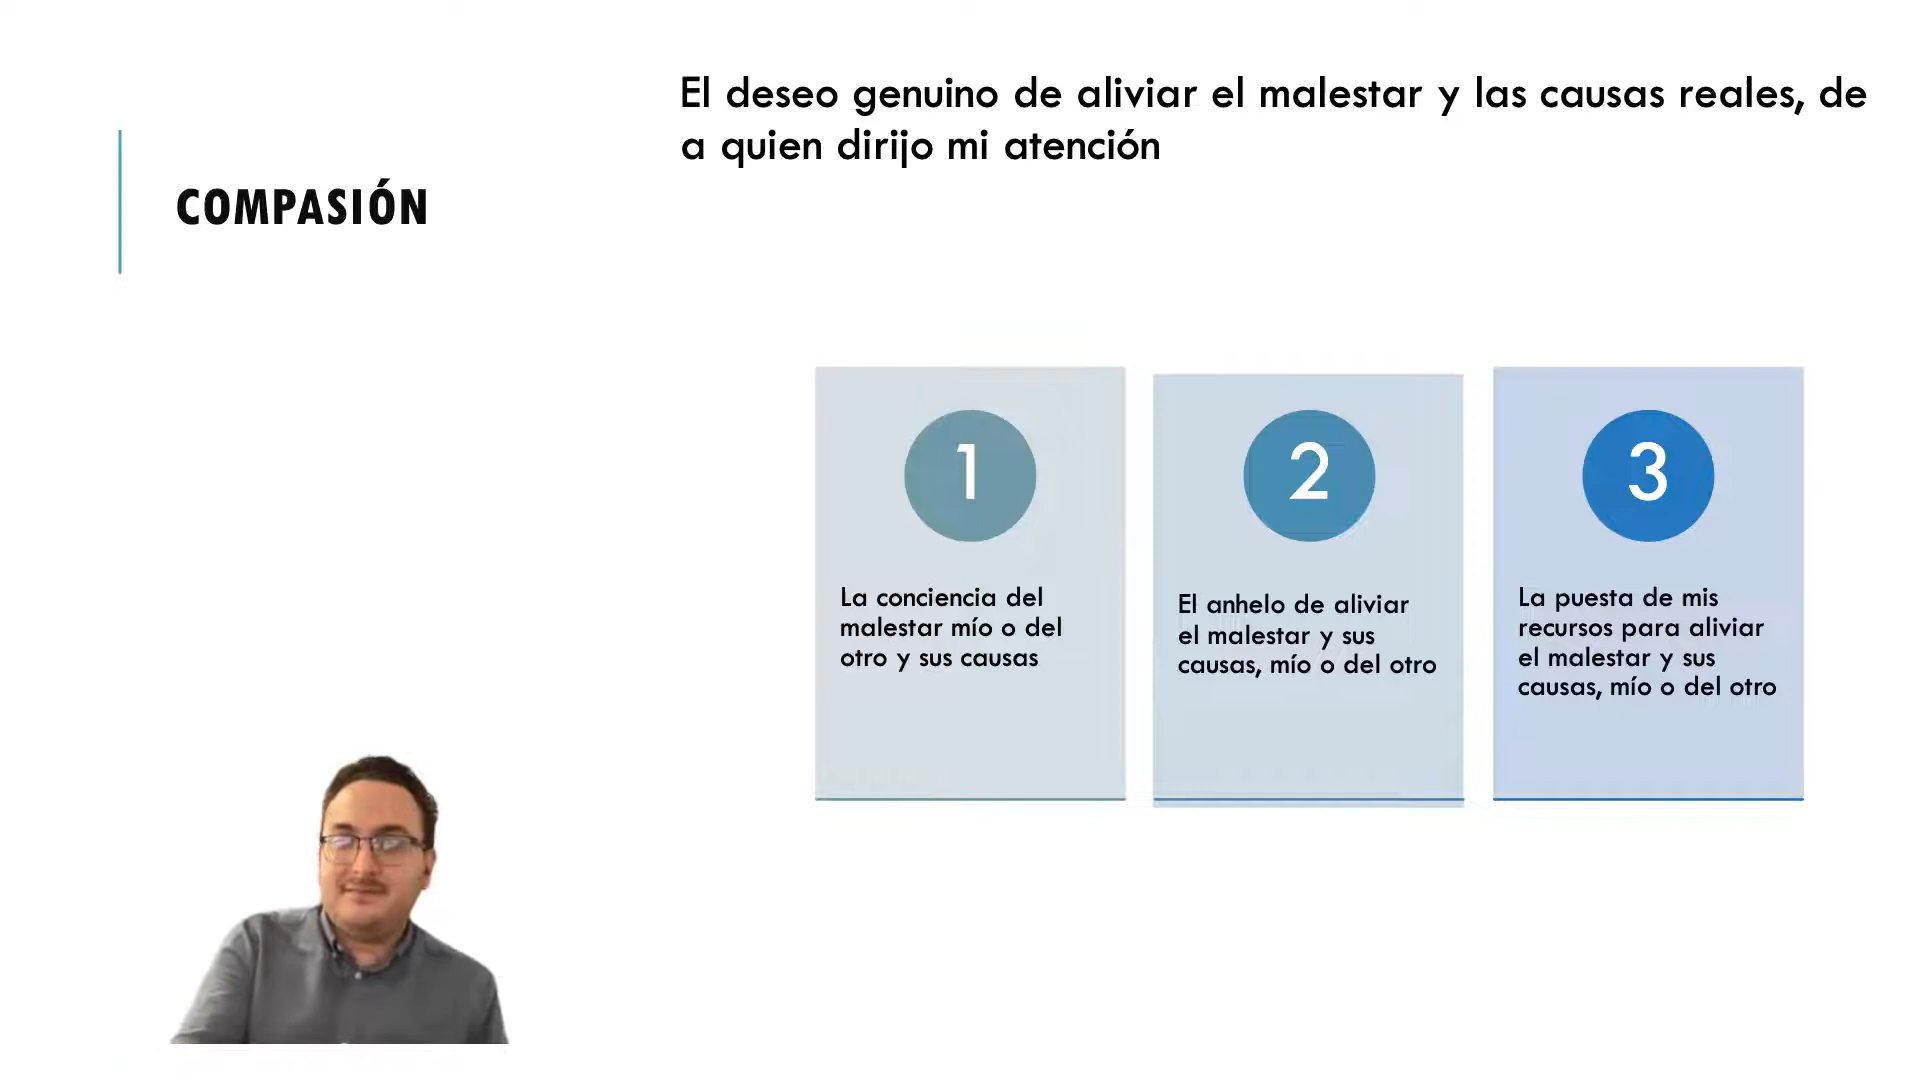 COMPASIÓN
El deseo genuino de aliviar el malestar y las causas reales, de
a quien dirijo mi atención
1
La conciencia del
malestar mío o del
otro y sus causas
2
El anhelo de aliviar
el malestar y sus
causas, mío o del otro
3
La puesta de mis
recursos para aliviar
el malestar y sus
causas, mío o del otro